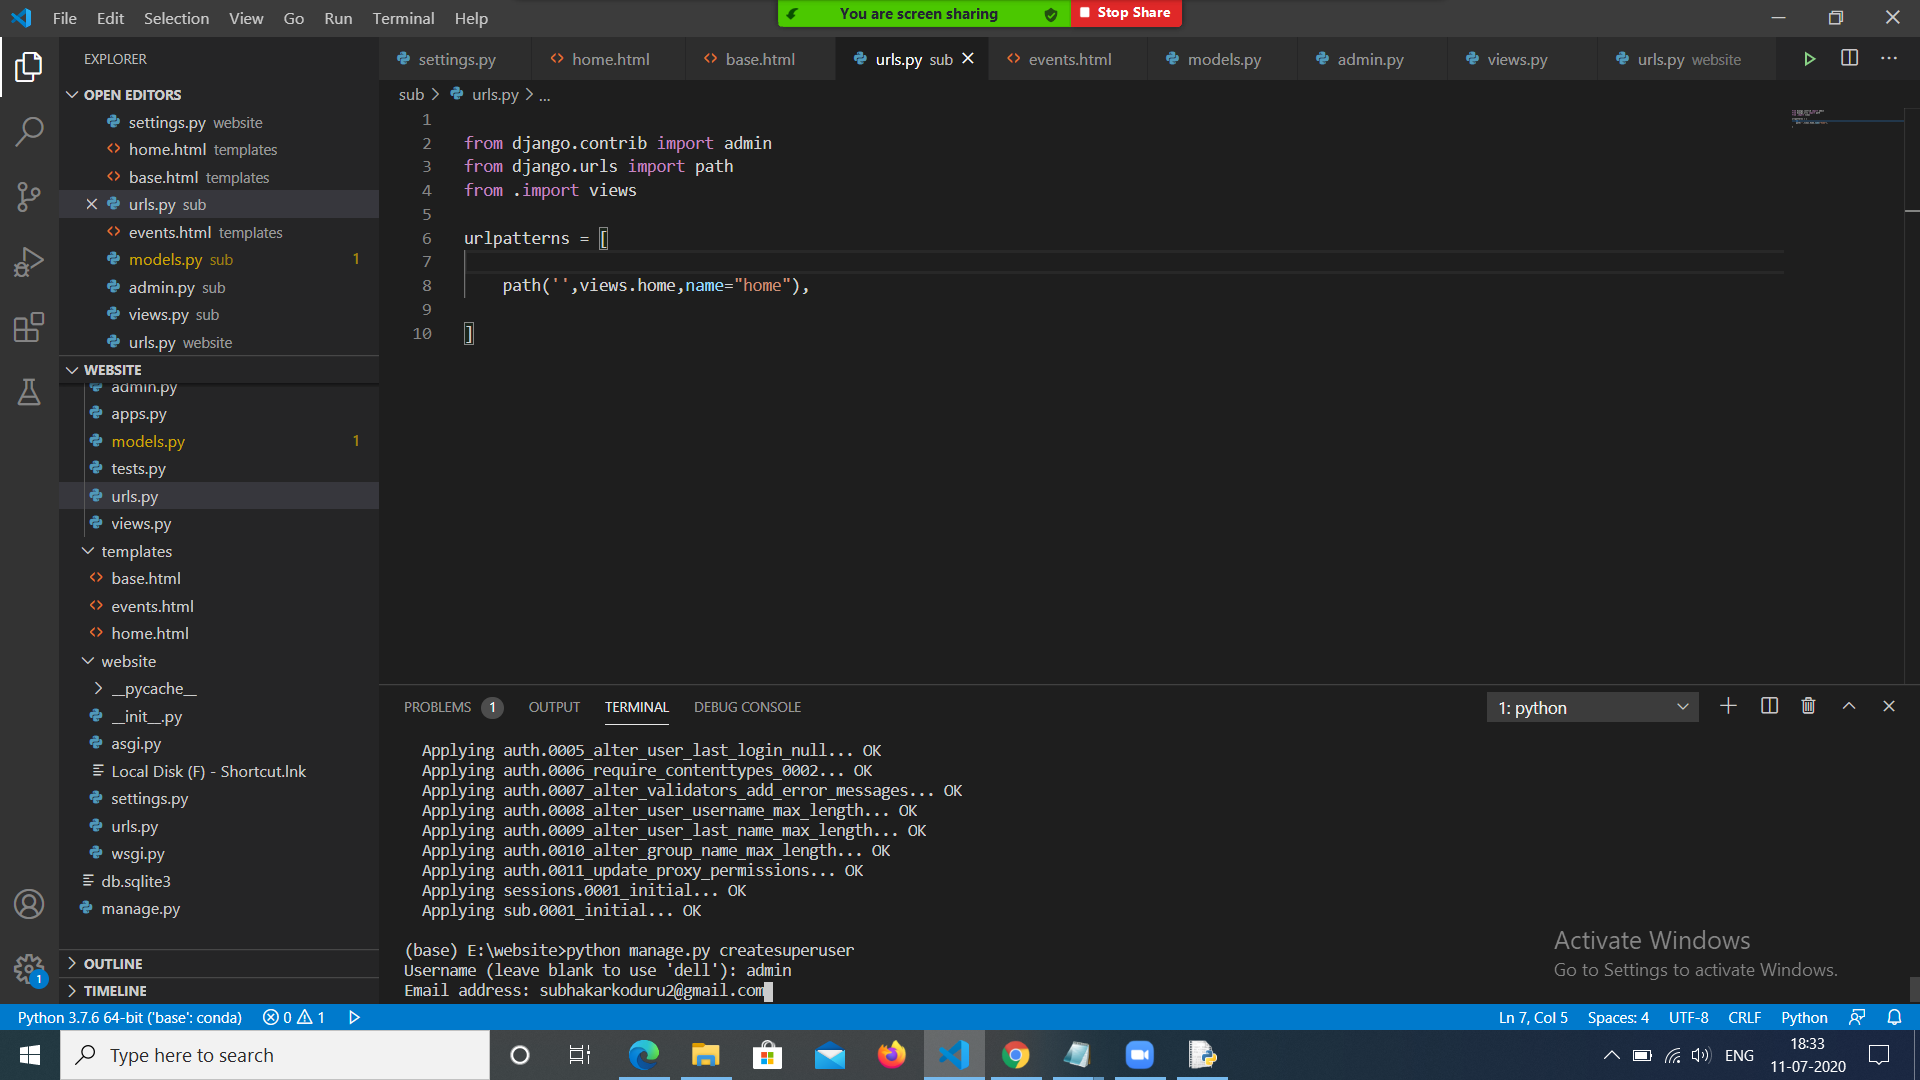 File Edit Selection View Go Run Terminal Help
You are screen sharing
Stop Share
EXPLORER
OPEN EDITORS
settings.py website
home.html templates
base.html templates
urls.py sub
events.html templates
models.py sub 1
admin.py sub
views.py sub
urls.py website
WEBSITE
admin.py
apps.py
models.py 1
tests.py
urls.py
views.py
templates
base.html
events.html
home.html
website
__pycache__
__init__.py
asgi.py
Local Disk (F) - Shortcut.lnk
settings.py
urls.py
wsgi.py
db.sqlite3
manage.py
OUTLINE
TIMELINE
1
settings.py home.html base.html urls.py sub events.html models.py admin.py views.py urls.py website
sub > urls.py > ...
1
2 from django.contrib import admin
3 from django.urls import path
4 from .import views
5
6 urlpatterns = [
7
8 path('',views.home,name="home"),
9
10 ]
PROBLEMS 1 OUTPUT TERMINAL DEBUG CONSOLE
1: python
Applying auth.0005_alter_user_last_login_null... OK
Applying auth.0006_require_contenttypes_0002... OK
Applying auth.0007_alter_validators_add_error_messages... OK
Applying auth.0008_alter_user_username_max_length... OK
Applying auth.0009_alter_user_last_name_max_length... OK
Applying auth.0010_alter_group_name_max_length... OK
Applying auth.0011_update_proxy_permissions... OK
Applying sessions.0001_initial... OK
Applying sub.0001_initial... OK
(base) E:\website>python manage.py createsuperuser
Username (leave blank to use 'dell'): admin
Email address: subhakarkoduru2@gmail.com
Activate Windows
Go to Settings to activate Windows.
Python 3.7.6 64-bit ('base': conda) 0 1
Ln 7, Col 5 Spaces: 4 UTF-8 CRLF Python
Type here to search
ENG
18:33
11-07-2020